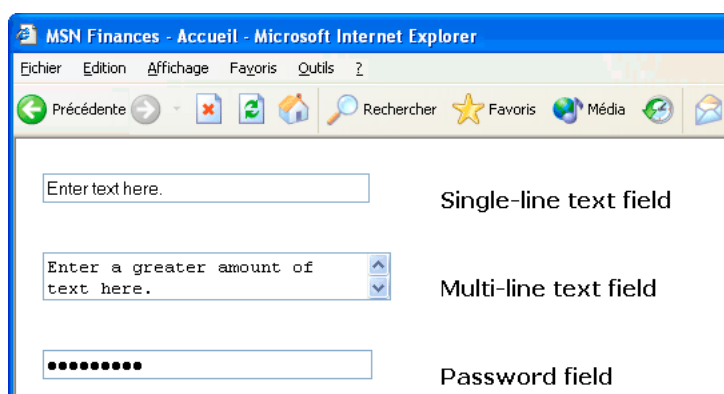 MSN Finances - Accueil - Microsoft Internet Explorer
Fichier Edition Affichage Favoris Outils ?
Précédente Rechercher Favoris Média
Enter text here.
Single-line text field
Enter a greater amount of
text here.
Multi-line text field
•••••••••
Password field